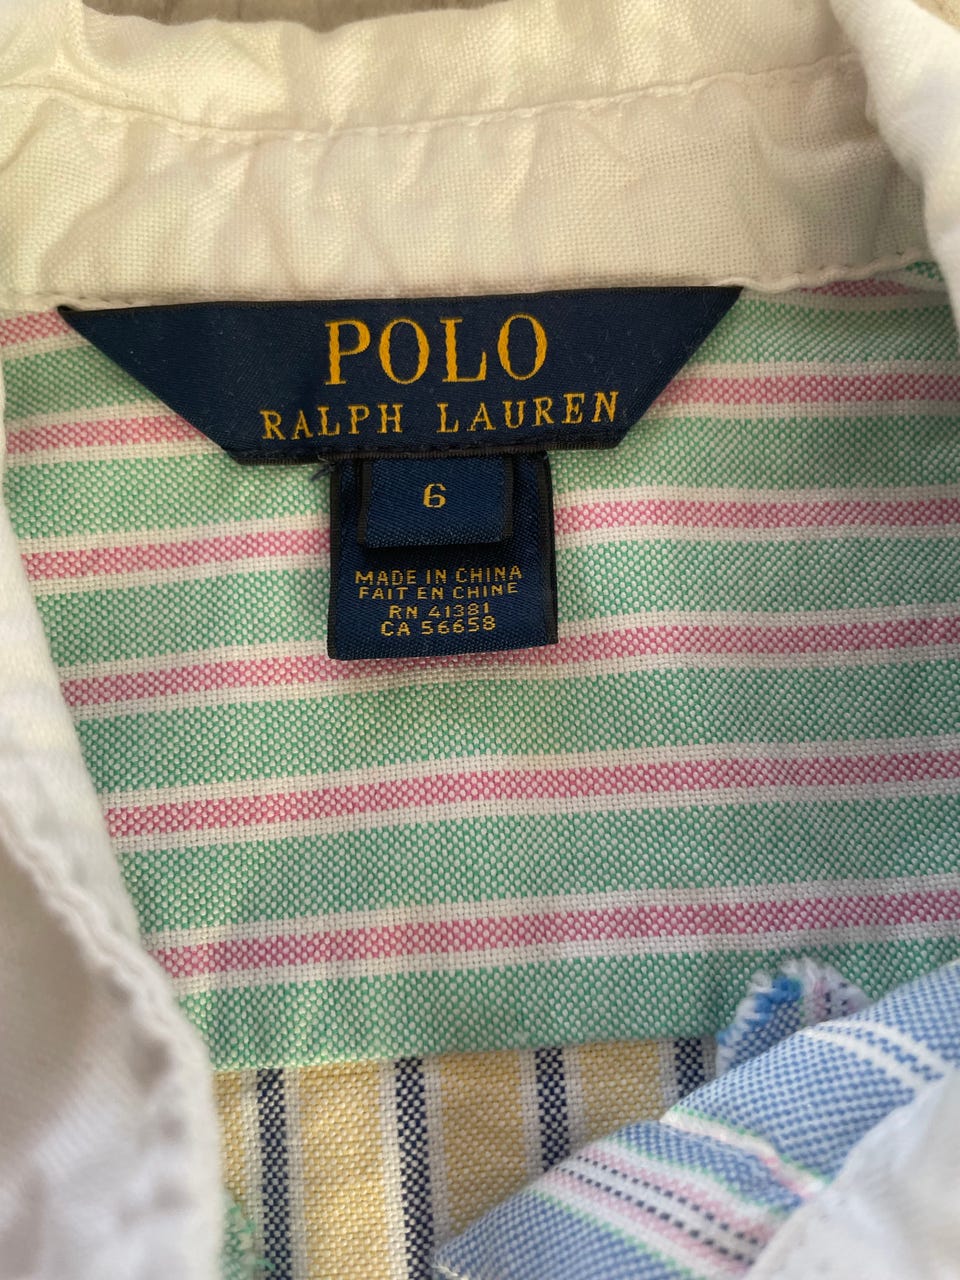 POLO
RALPH LAUREN
6
MADE IN CHINA
FAIT EN CHINE
RN 41381
CA 56658